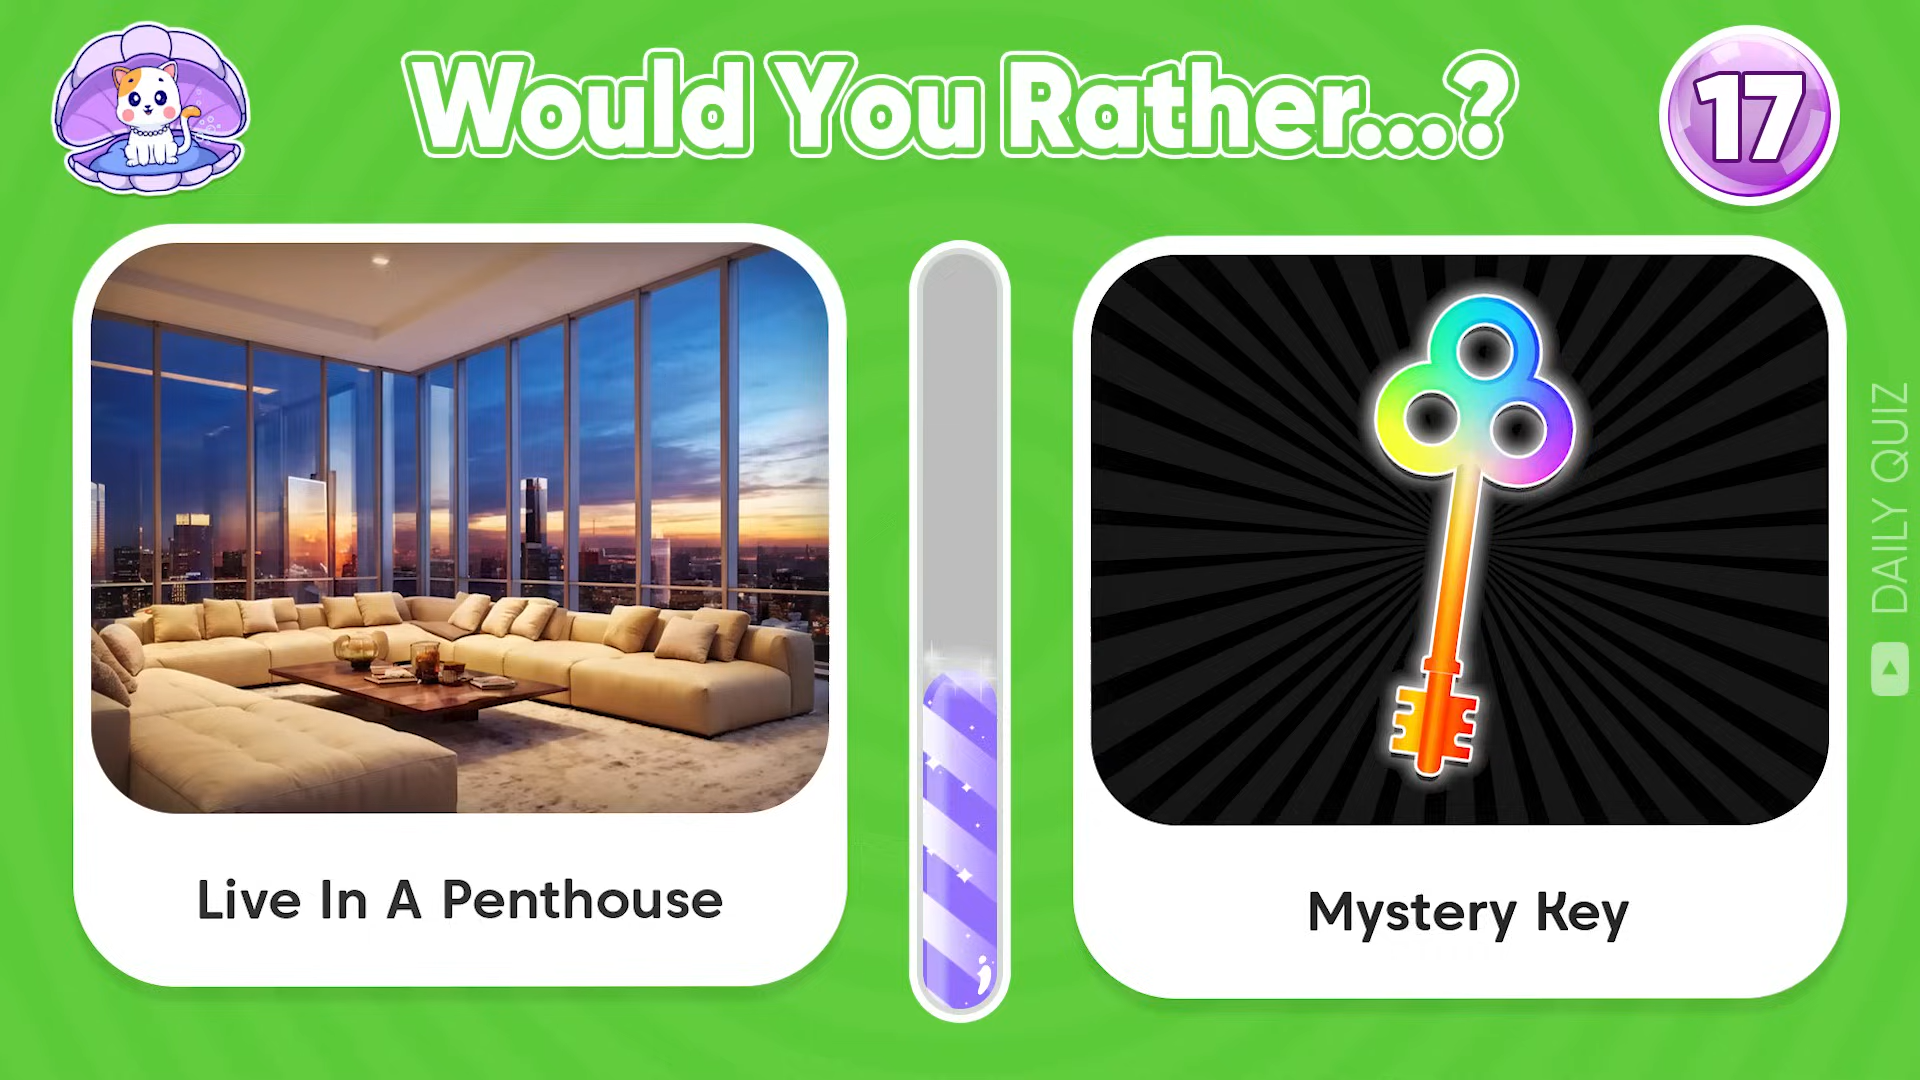 Would You Rather...?
17
Live In A Penthouse
Mystery Key
DAILY QUIZ